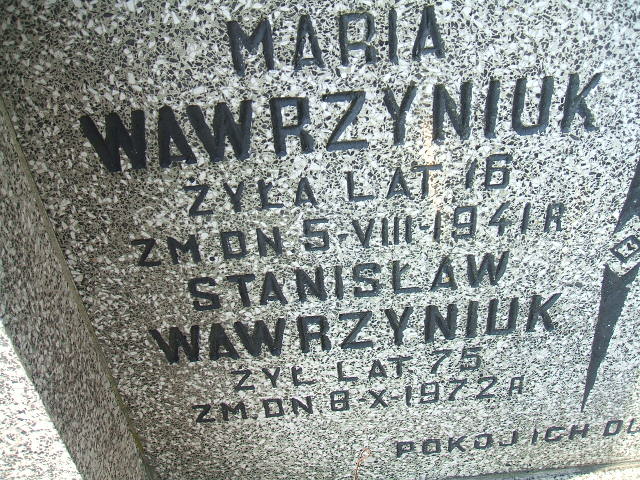 MARIA
WAWRZYNIUK
ŻYŁA LAT 16
ZM. DN 5-VIII-1941 R
STANISŁAW
WAWRZYNIUK
ŻYŁ LAT 75
ZM. DN 8 X-1972 R
POKÓJ ICH